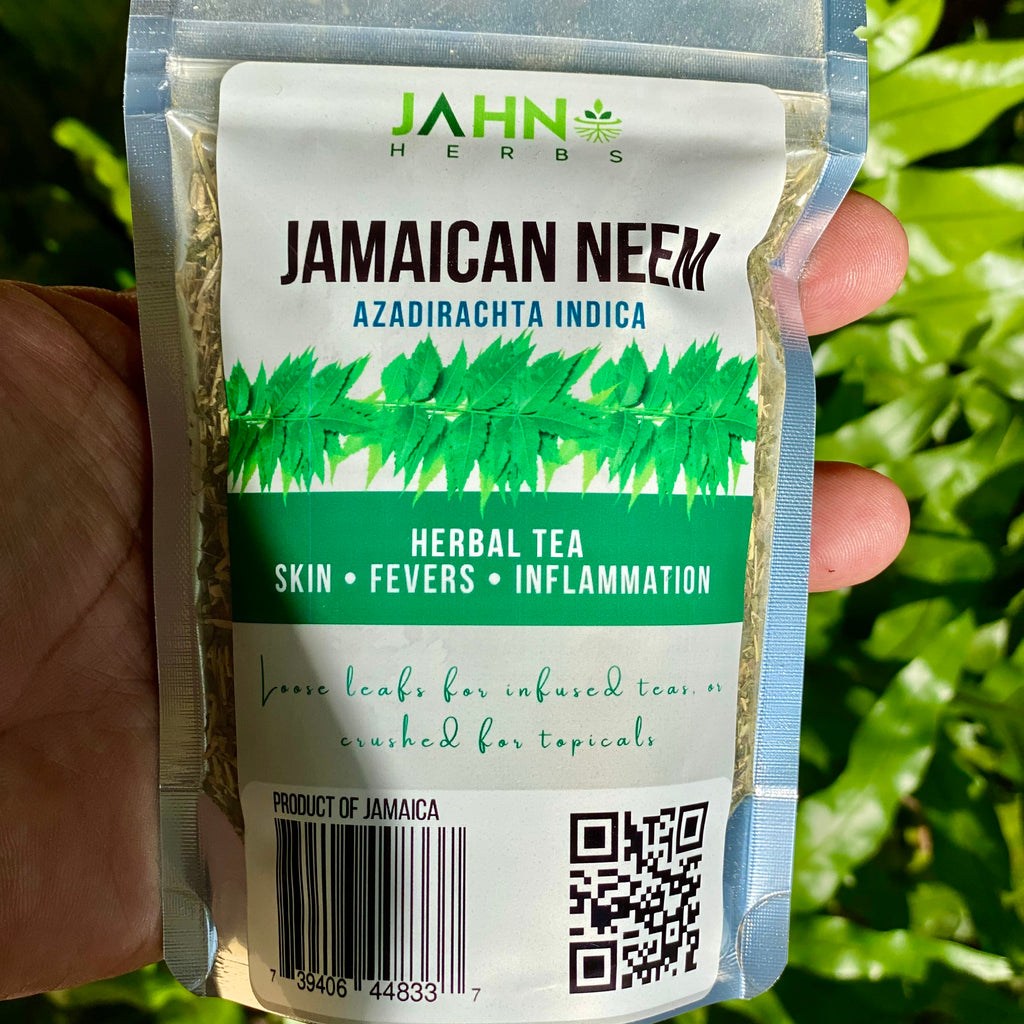 JAHN
HERBS
JAMAICAN NEEM
AZADIRACHTA INDICA
HERBAL TEA
SKIN • FEVERS • INFLAMMATION
Loose leafs for infused teas, or
crushed for topicals
PRODUCT OF JAMAICA
7 39406 44833 7